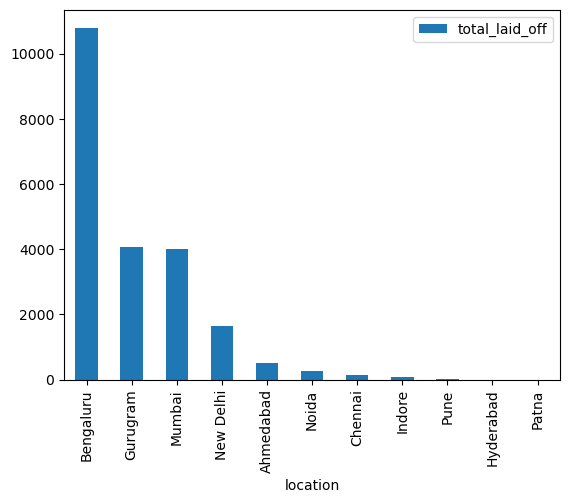 total_laid_off
10000
8000
6000
4000
2000
0
Bengaluru
Gurugram
Mumbai
New Delhi
Ahmedabad
Noida
Chennai
Indore
Pune
Hyderabad
Patna
location